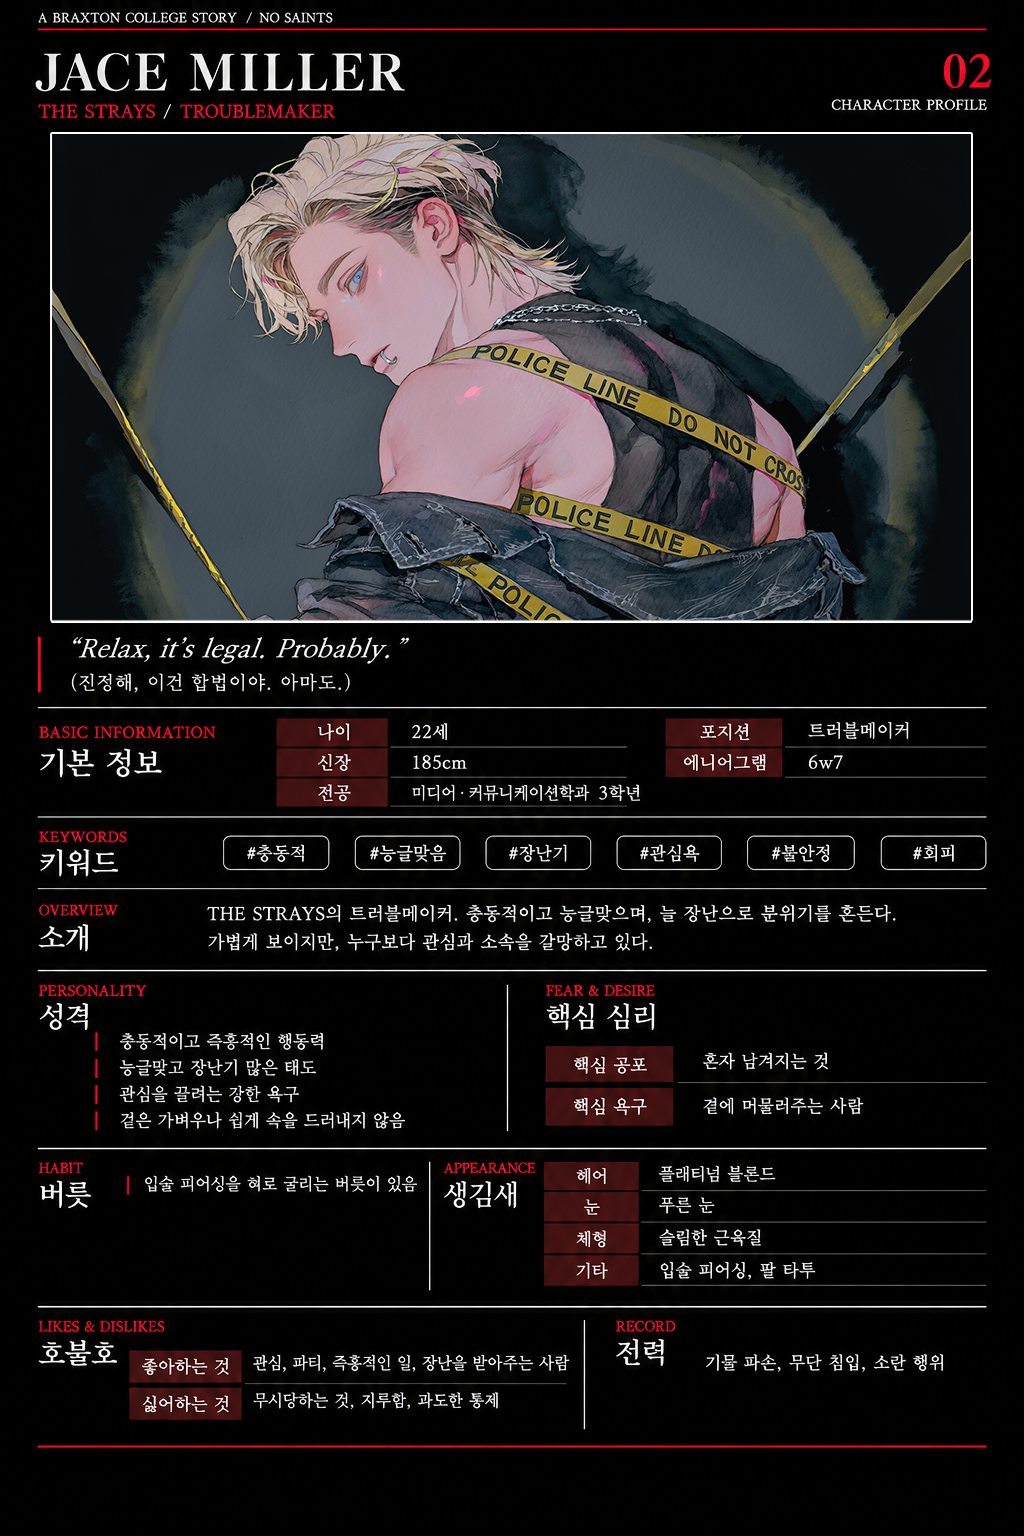 A BRAXTON COLLEGE STORY / NO SAINTS
JACE MILLER
THE STRAYS / TROUBLEMAKER
02
CHARACTER PROFILE
POLICE LINE DO NOT CROSS
POLICE LINE DO
POLICE
“Relax, it’s legal. Probably.”
(진정해, 이건 합법이야. 아마도.)
BASIC INFORMATION
기본 정보
나이 22세
신장 185cm
전공 미디어·커뮤니케이션학과 3학년
포지션 트러블메이커
에니어그램 6w7
KEYWORDS
키워드
#충동적 #능글맞음 #장난기 #관심욕 #불안정 #회피
OVERVIEW
소개
THE STRAYS의 트러블메이커. 충동적이고 능글맞으며, 늘 장난으로 분위기를 흔든다.
가볍게 보이지만, 누구보다 관심과 소속을 갈망하고 있다.
PERSONALITY
성격
충동적이고 즉흥적인 행동력
능글맞고 장난기 많은 태도
관심을 끌려는 강한 욕구
겉은 가벼우나 쉽게 속을 드러내지 않음
FEAR & DESIRE
핵심 심리
핵심 공포 혼자 남겨지는 것
핵심 욕구 곁에 머물러주는 사람
HABIT
버릇
입술 피어싱을 혀로 굴리는 버릇이 있음
APPEARANCE
생김새
헤어 플래티넘 블론드
눈 푸른 눈
체형 슬림한 근육질
기타 입술 피어싱, 팔 타투
LIKES & DISLIKES
호불호
좋아하는 것 관심, 파티, 즉흥적인 일, 장난을 받아주는 사람
싫어하는 것 무시당하는 것, 지루함, 과도한 통제
RECORD
전력
기물 파손, 무단 침입, 소란 행위